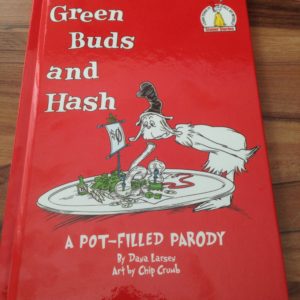 Green
Buds
and
Hash
A POT-FILLED PARODY
By Dana Larsen
Art by Chip Crumb